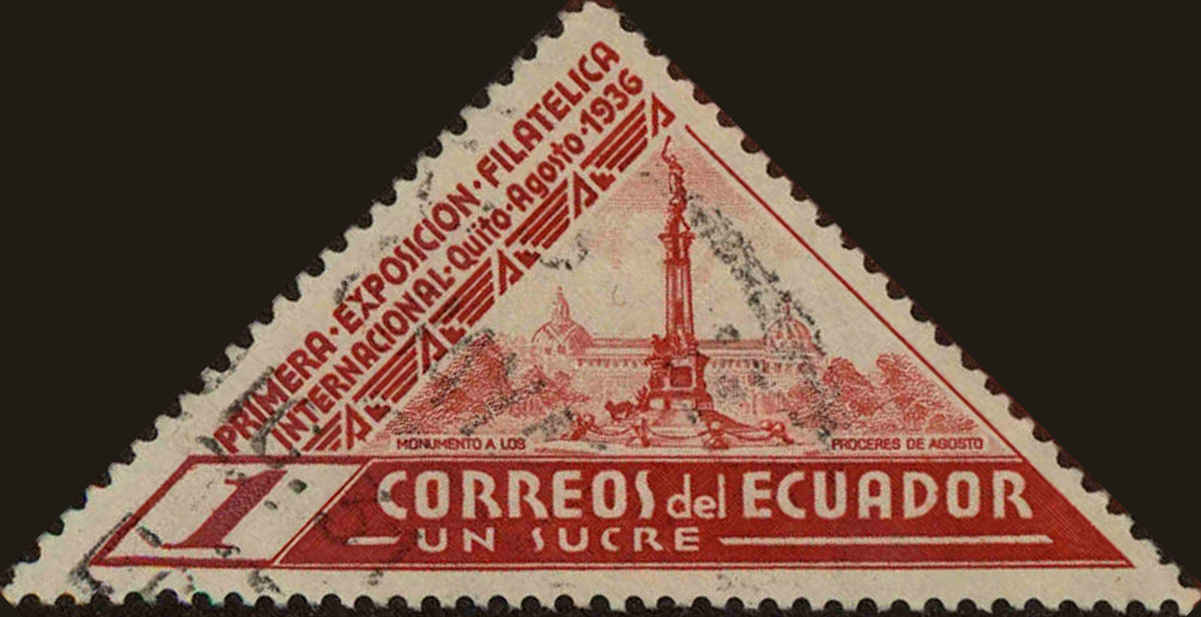 PRIMERA · EXPOSICION · FILATELICA
INTERNACIONAL · Quito · Agosto · 1936
MONUMENTO A LOS PROCERES DE AGOSTO
1 CORREOS del ECUADOR
UN SUCRE